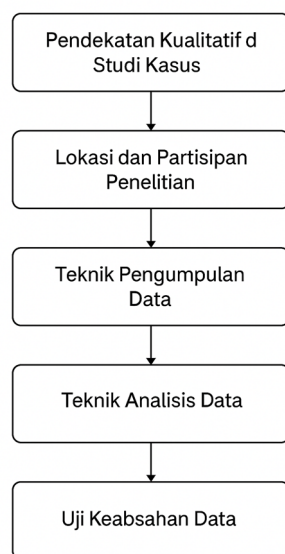 Pendekatan Kualitatif d
Studi Kasus
Lokasi dan Partisipan
Penelitian
Teknik Pengumpulan
Data
Teknik Analisis Data
Uji Keabsahan Data